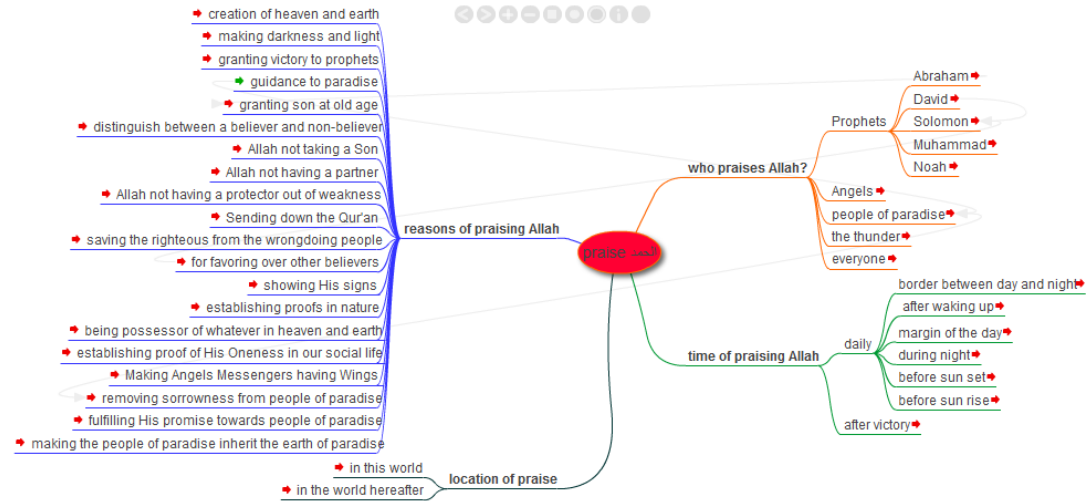 creation of heaven and earth
making darkness and light
granting victory to prophets
guidance to paradise
granting son at old age
distinguish between a believer and non-believer
Allah not taking a Son
Allah not having a partner
Allah not having a protector out of weakness
Sending down the Qur'an
saving the righteous from the wrongdoing people
for favoring over other believers
showing His signs
establishing proofs in nature
being possessor of whatever in heaven and earth
establishing proof of His Oneness in our social life
Making Angels Messengers having Wings
removing sorrowness from people of paradise
fulfilling His promise towards people of paradise
making the people of paradise inherit the earth of paradise
reasons of praising Allah
in this world
in the world hereafter
location of praise
praise
who praises Allah?
Prophets
Abraham
David
Solomon
Muhammad
Noah
Angels
people of paradise
the thunder
everyone
time of praising Allah
daily
border between day and night
after waking up
margin of the day
during night
before sun set
before sun rise
after victory